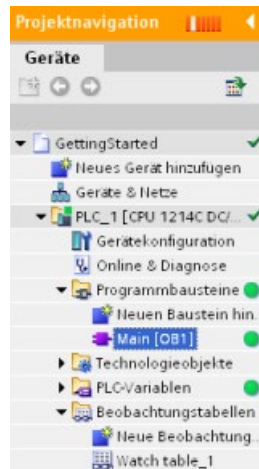 Projektnavigation
Geräte
GettingStarted
Neues Gerät hinzufügen
Geräte & Netze
PLC_1 [CPU 1214C DC/...
Gerätekonfiguration
Online & Diagnose
Programmbausteine
Neuen Baustein hin.
Main [OB1]
Technologieobjekte
PLC-Variablen
Beobachtungstabellen
Neue Beobachtung..
Watch table_1